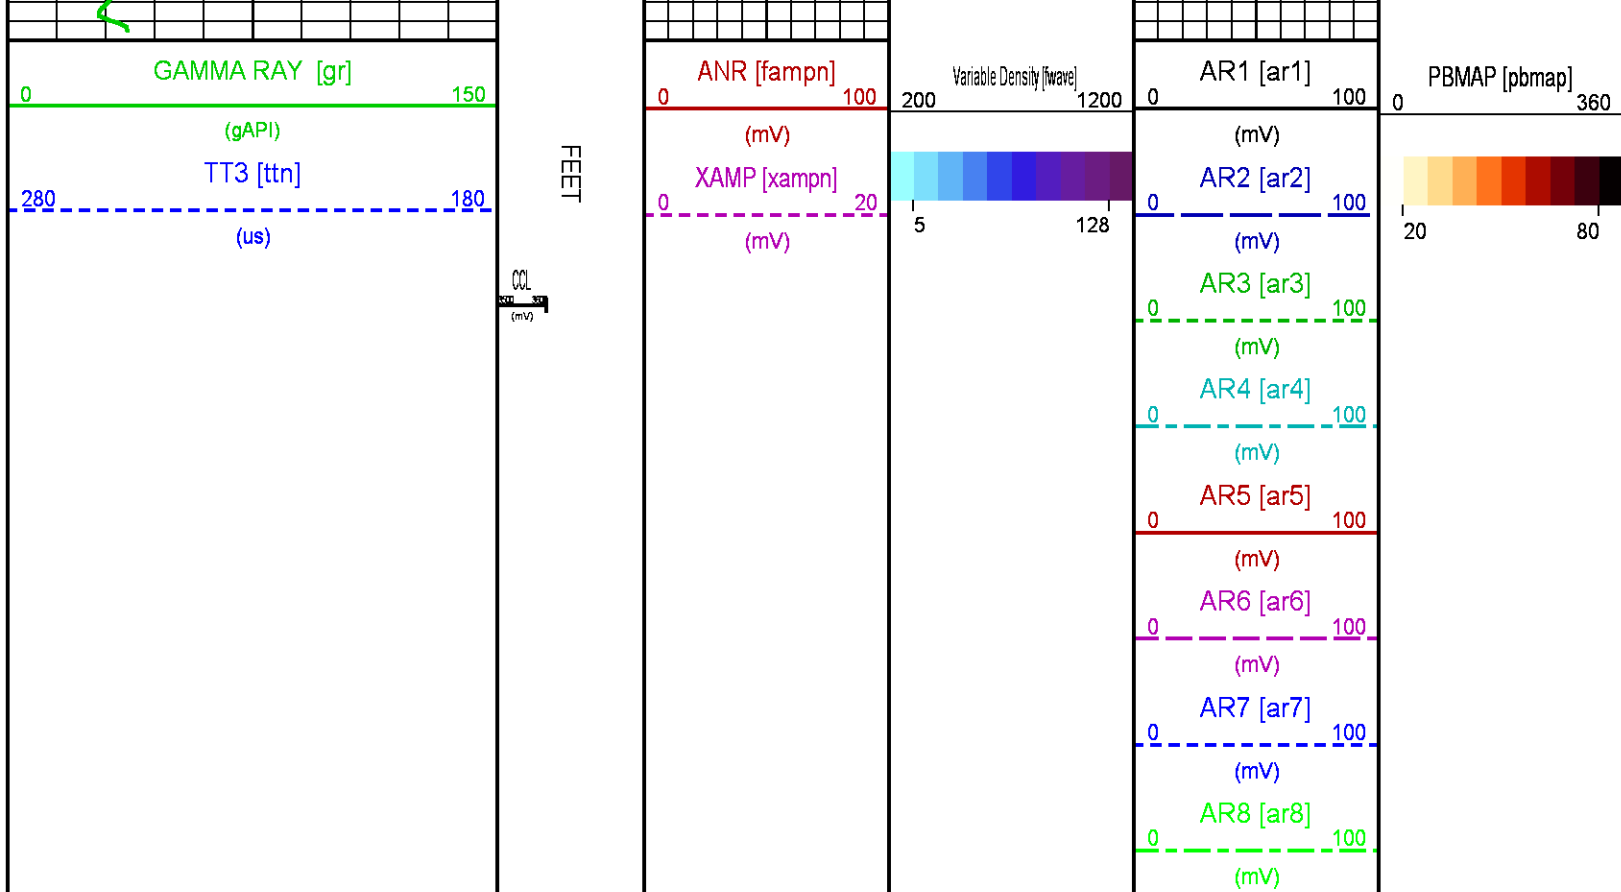 GAMMA RAY [gr]
0 150
(gAPI)
TT3 [ttn]
280 180
(us)
FEET
CCL
(mV)
ANR [fampn]
0 100
(mV)
XAMP [xampn]
0 20
(mV)
Variable Density [fwave]
200 1200
5 128
AR1 [ar1]
0 100
(mV)
AR2 [ar2]
0 100
(mV)
AR3 [ar3]
0 100
(mV)
AR4 [ar4]
0 100
(mV)
AR5 [ar5]
0 100
(mV)
AR6 [ar6]
0 100
(mV)
AR7 [ar7]
0 100
(mV)
AR8 [ar8]
0 100
(mV)
PBMAP [pbmap]
0 360
20 80